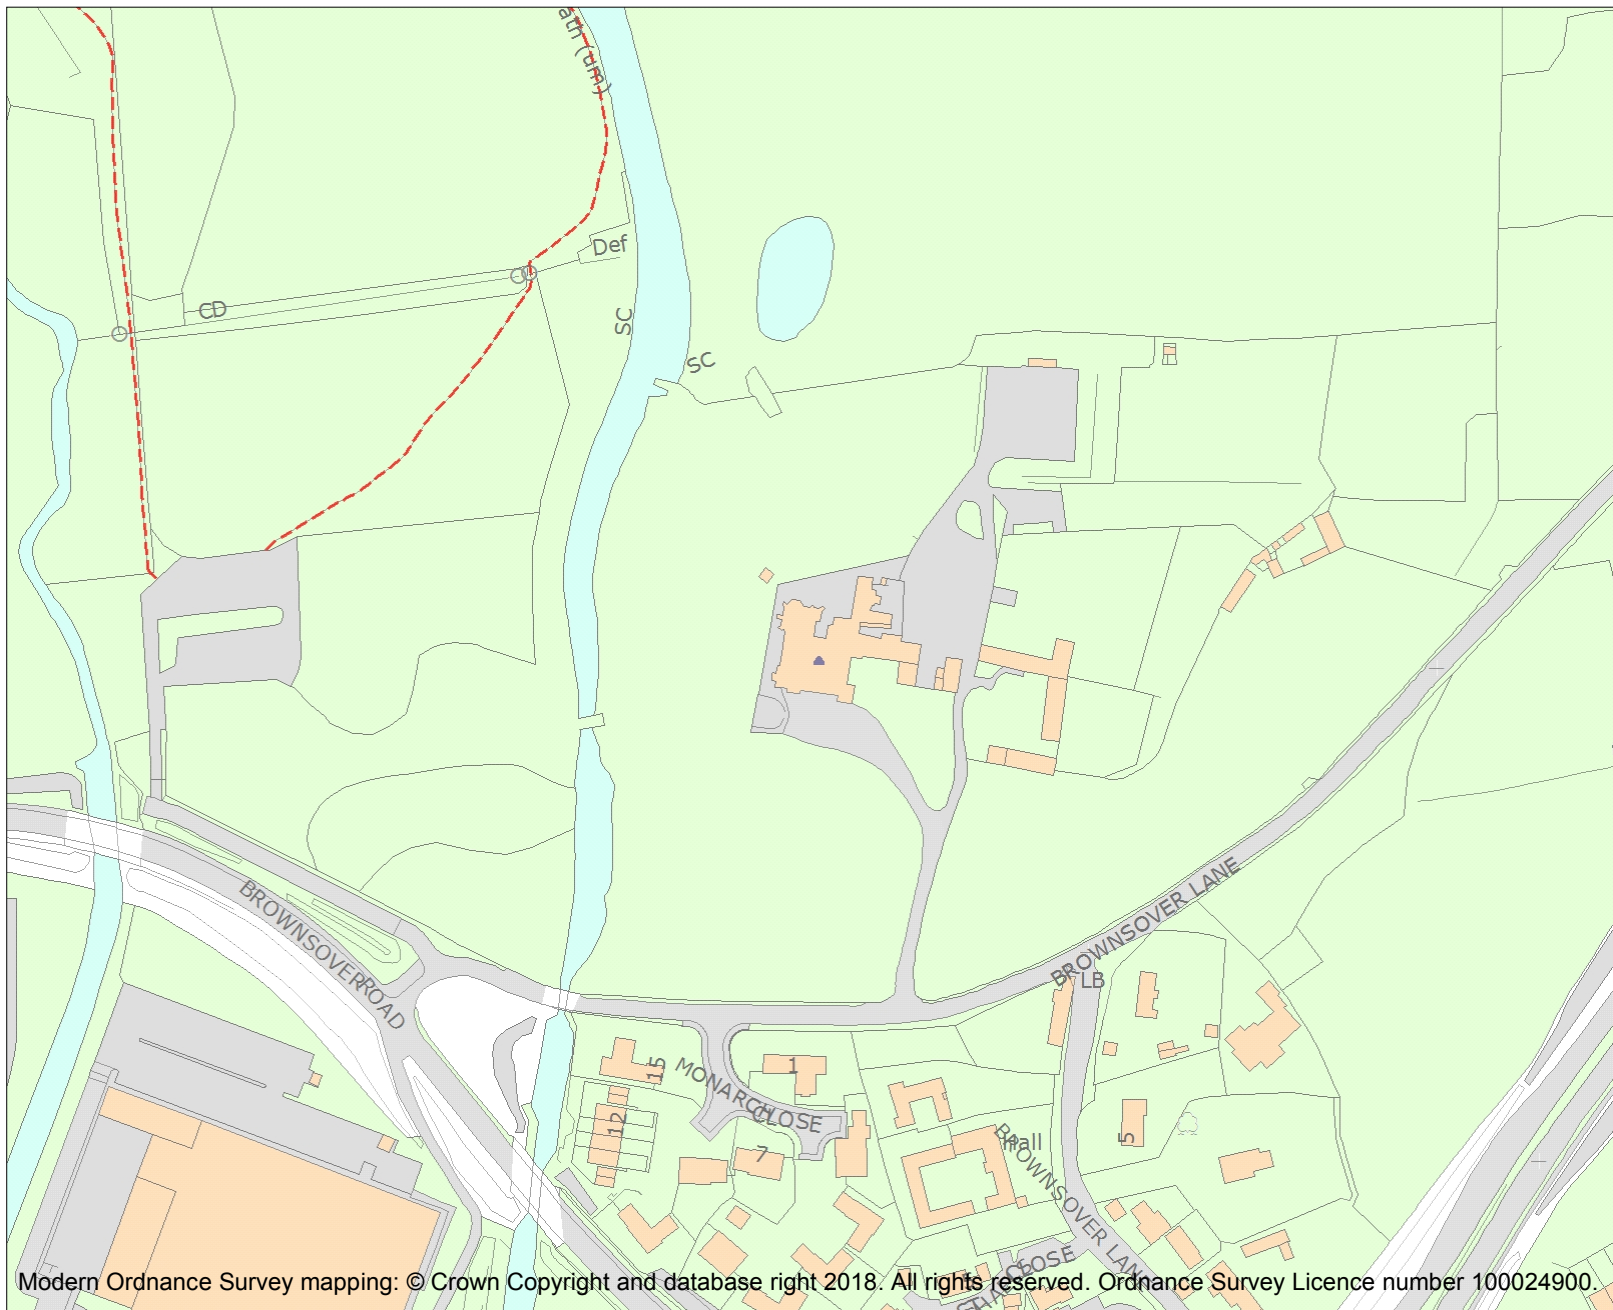 ath (um)
Def
CD
SC
SC
BROWNSOVER LANE
LB
BROWNSOVER ROAD
15
MONARCH CLOSE
1
12
7
Hall
5
BROWNSOVER LANE
CLOSE
Modern Ordnance Survey mapping: © Crown Copyright and database right 2018. All rights reserved. Ordnance Survey Licence number 100024900.